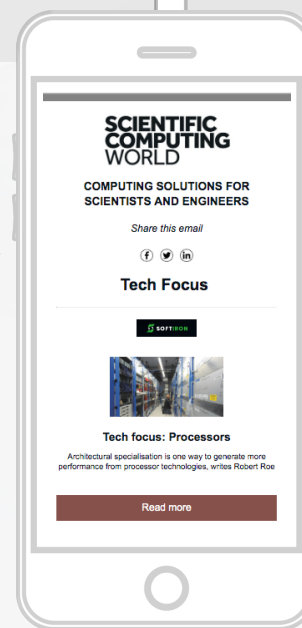 SCIENTIFIC
COMPUTING
WORLD
COMPUTING SOLUTIONS FOR
SCIENTISTS AND ENGINEERS
Share this email
f in
Tech Focus
SOFTIRON
Tech focus: Processors
Architectural specialisation is one way to generate more
performance from processor technologies, writes Robert Roe
Read more